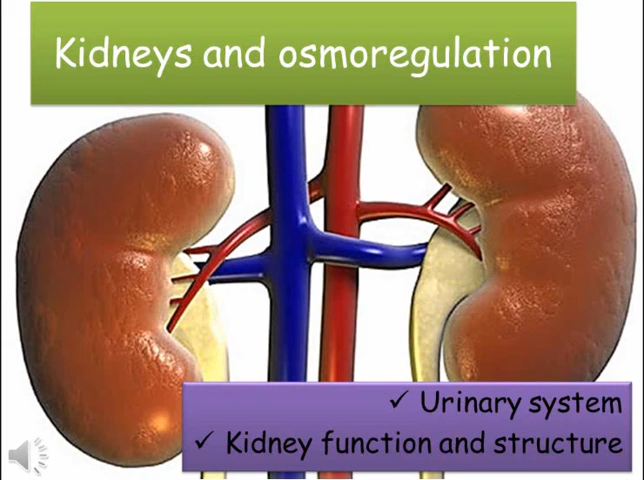 Kidneys and osmoregulation
✓ Urinary system
✓ Kidney function and structure